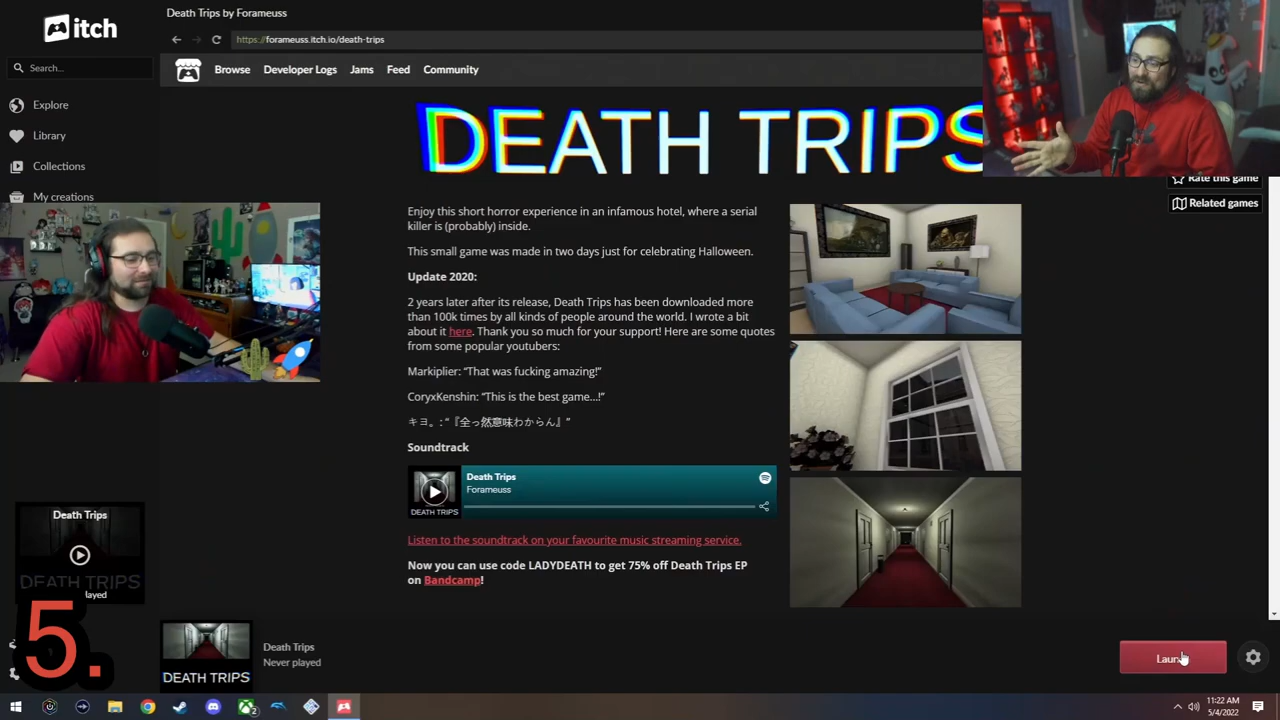 itch
Death Trips by Forameuss
Search...
https://forameuss.itch.io/death-trips
Browse
Developer Logs
Jams
Feed
Community
Explore
Library
Collections
My creations
DEATH TRIPS
Rate this game
Related games
Enjoy this short horror experience in an infamous hotel, where a serial
killer is (probably) inside.
This small game was made in two days just for celebrating Halloween.
Update 2020:
2 years later after its release, Death Trips has been downloaded more
than 100k times by all kinds of people around the world. I wrote a bit
about it here. Thank you so much for your support! Here are some quotes
from some popular youtubers:
Markiplier: “That was fucking amazing!”
CoryxKenshin: “This is the best game...!”
キヨ。: “『全っ然意味わからん』”
Soundtrack
Death Trips
Forameuss
DEATH TRIPS
Listen to the soundtrack on your favourite music streaming service.
Now you can use code LADYDEATH to get 75% off Death Trips EP
on Bandcamp!
Death Trips
DEATH TRIPS
5.
Death Trips
Never played
DEATH TRIPS
2
11:22 AM
5/4/2022